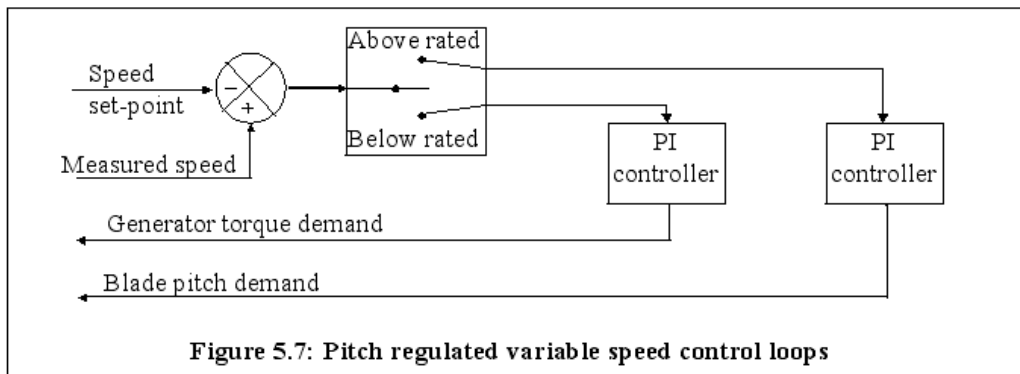 Above rated
Speed
set-point
-
+
Below rated
Measured speed
PI
controller
PI
controller
Generator torque demand
Blade pitch demand
Figure 5.7: Pitch regulated variable speed control loops